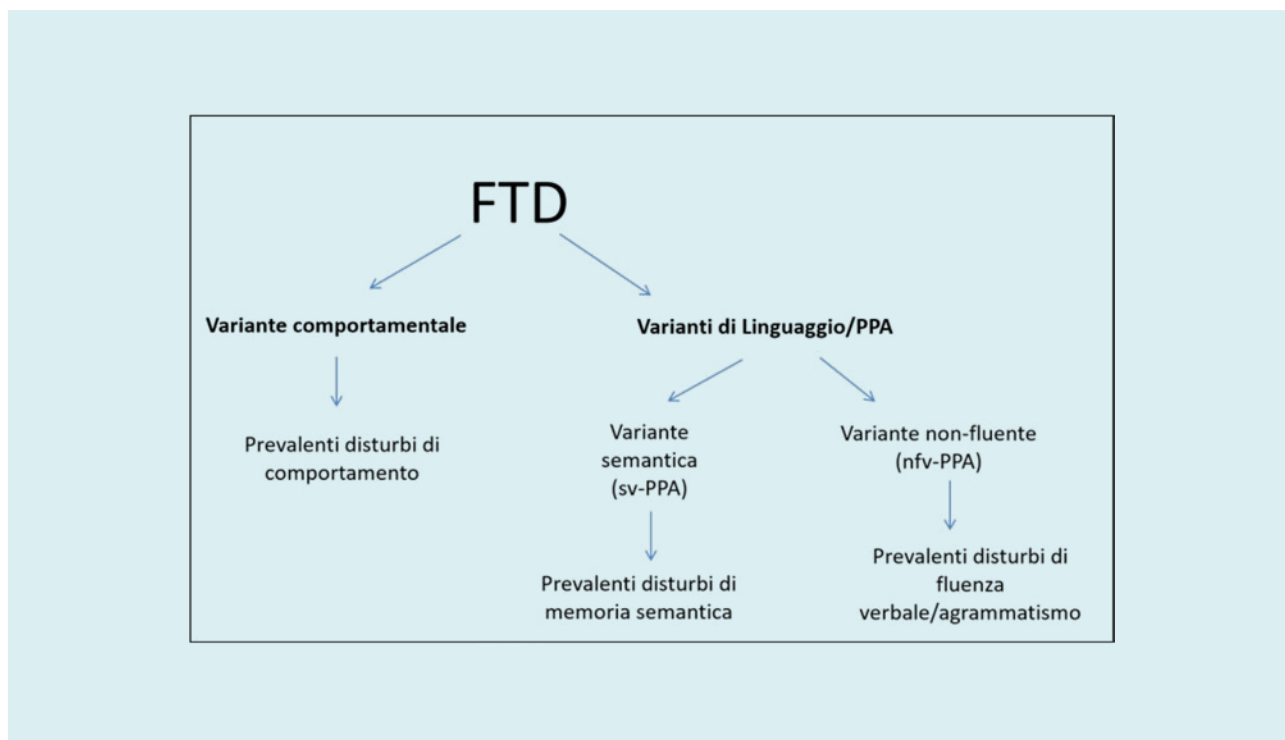 FTD
Variante comportamentale
Prevalenti disturbi di
comportamento
Varianti di Linguaggio/PPA
Variante
semantica
(sv-PPA)
Prevalenti disturbi di
memoria semantica
Variante non-fluente
(nfv-PPA)
Prevalenti disturbi di
fluenza
verbale/agrammatismo